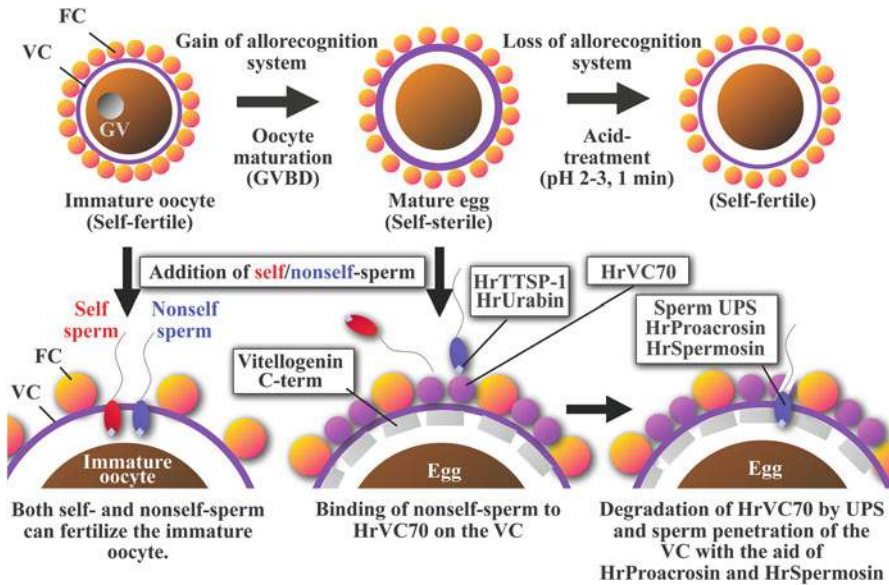 FC
VC
GV
Gain of allorecognition
system
Loss of allorecognition
system
Oocyte
maturation
(GVBD)
Acid-
treatment
(pH 2-3, 1 min)
Immature oocyte
(Self-fertile)
Mature egg
(Self-sterile)
(Self-fertile)
Addition of self/nonself-sperm
HrTTSP-1
HrUrabin
HrVC70
Self
sperm
Nonself
sperm
FC
VC
Vitellogenin
C-term
Sperm UPS
HrProacrosin
HrSpermosin
Immature
oocyte
Egg
Egg
Both self- and nonself-sperm
can fertilize the immature
oocyte.
Binding of nonself-sperm to
HrVC70 on the VC
Degradation of HrVC70 by UPS
and sperm penetration of the
VC with the aid of
HrProacrosin and HrSpermosin